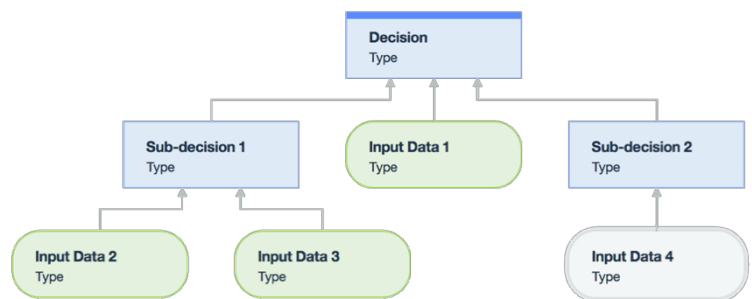 Decision
Type
Sub-decision 1
Type
Input Data 1
Type
Sub-decision 2
Type
Input Data 2
Type
Input Data 3
Type
Input Data 4
Type